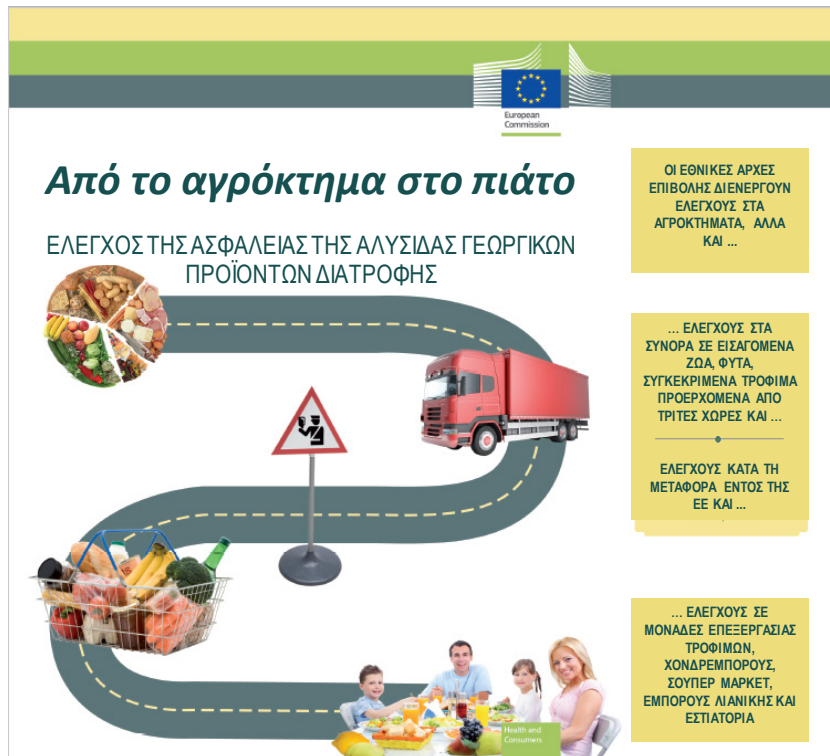 European
Commission
Από το αγρόκτημα στο πιάτο
ΕΛΕΓΧΟΣ ΤΗΣ ΑΣΦΑΛΕΙΑΣ ΤΗΣ ΑΛΥΣΙΔΑΣ ΓΕΩΡΓΙΚΩΝ
ΠΡΟΪΟΝΤΩΝ ΔΙΑΤΡΟΦΗΣ
ΟΙ ΕΘΝΙΚΕΣ ΑΡΧΕΣ
ΕΠΙΒΟΛΗΣ ΔΙΕΝΕΡΓΟΥΝ
ΕΛΕΓΧΟΥΣ ΣΤΑ
ΑΓΡΟΚΤΗΜΑΤΑ, ΑΛΛΑ
ΚΑΙ ...
... ΕΛΕΓΧΟΥΣ ΣΤΑ
ΣΥΝΟΡΑ ΣΕ ΕΙΣΑΓΟΜΕΝΑ
ΖΩΑ, ΦΥΤΑ,
ΣΥΓΚΕΚΡΙΜΕΝΑ ΤΡΟΦΙΜΑ
ΠΡΟΕΡΧΟΜΕΝΑ ΑΠΟ
ΤΡΙΤΕΣ ΧΩΡΕΣ ΚΑΙ ...
ΕΛΕΓΧΟΥΣ ΚΑΤΑ ΤΗ
ΜΕΤΑΦΟΡΑ ΕΝΤΟΣ ΤΗΣ
ΕΕ ΚΑΙ ...
... ΕΛΕΓΧΟΥΣ ΣΕ
ΜΟΝΑΔΕΣ ΕΠΕΞΕΡΓΑΣΙΑΣ
ΤΡΟΦΙΜΩΝ,
ΧΟΝΔΡΕΜΠΟΡΟΥΣ,
ΣΟΥΠΕΡ ΜΑΡΚΕΤ,
ΕΜΠΟΡΟΥΣ ΛΙΑΝΙΚΗΣ ΚΑΙ
ΕΣΤΙΑΤΟΡΙΑ
Health and
Consumers